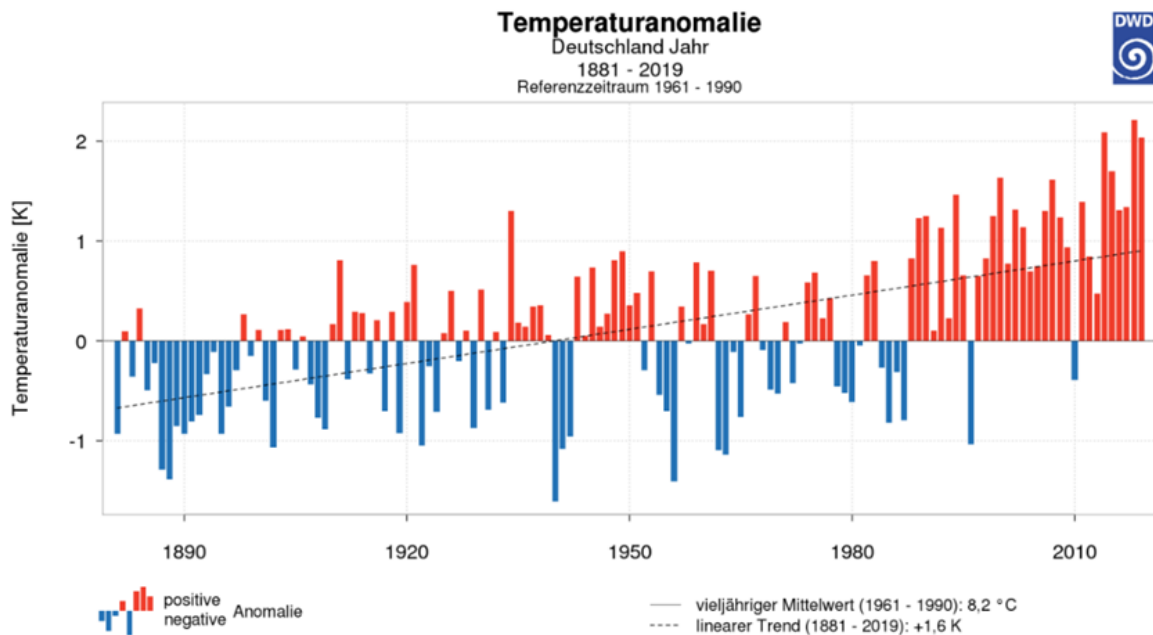 Temperaturanomalie
Deutschland Jahr
1881 - 2019
Referenzzeitraum 1961 - 1990
DWD
Temperaturanomalie [K]
2
1
0
-1
1890 1920 1950 1980 2010
positive
negative
Anomalie
vieljähriger Mittelwert (1961 - 1990): 8,2 °C
linearer Trend (1881 - 2019): +1,6 K